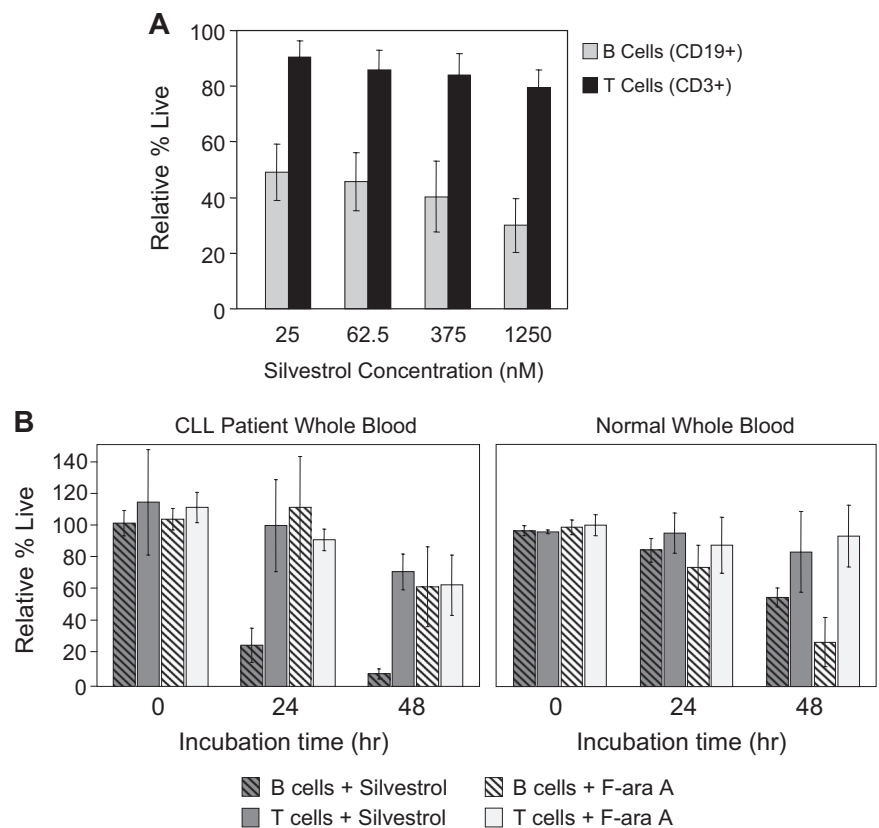 A
Relative % Live
100
80
60
40
20
0
25 62.5 375 1250
Silvestrol Concentration (nM)
B Cells (CD19+)
T Cells (CD3+)
B
CLL Patient Whole Blood
Normal Whole Blood
Relative % Live
140
120
100
80
60
40
20
0
0 24 48
Incubation time (hr)
0 24 48
Incubation time (hr)
B cells + Silvestrol
B cells + F-ara A
T cells + Silvestrol
T cells + F-ara A